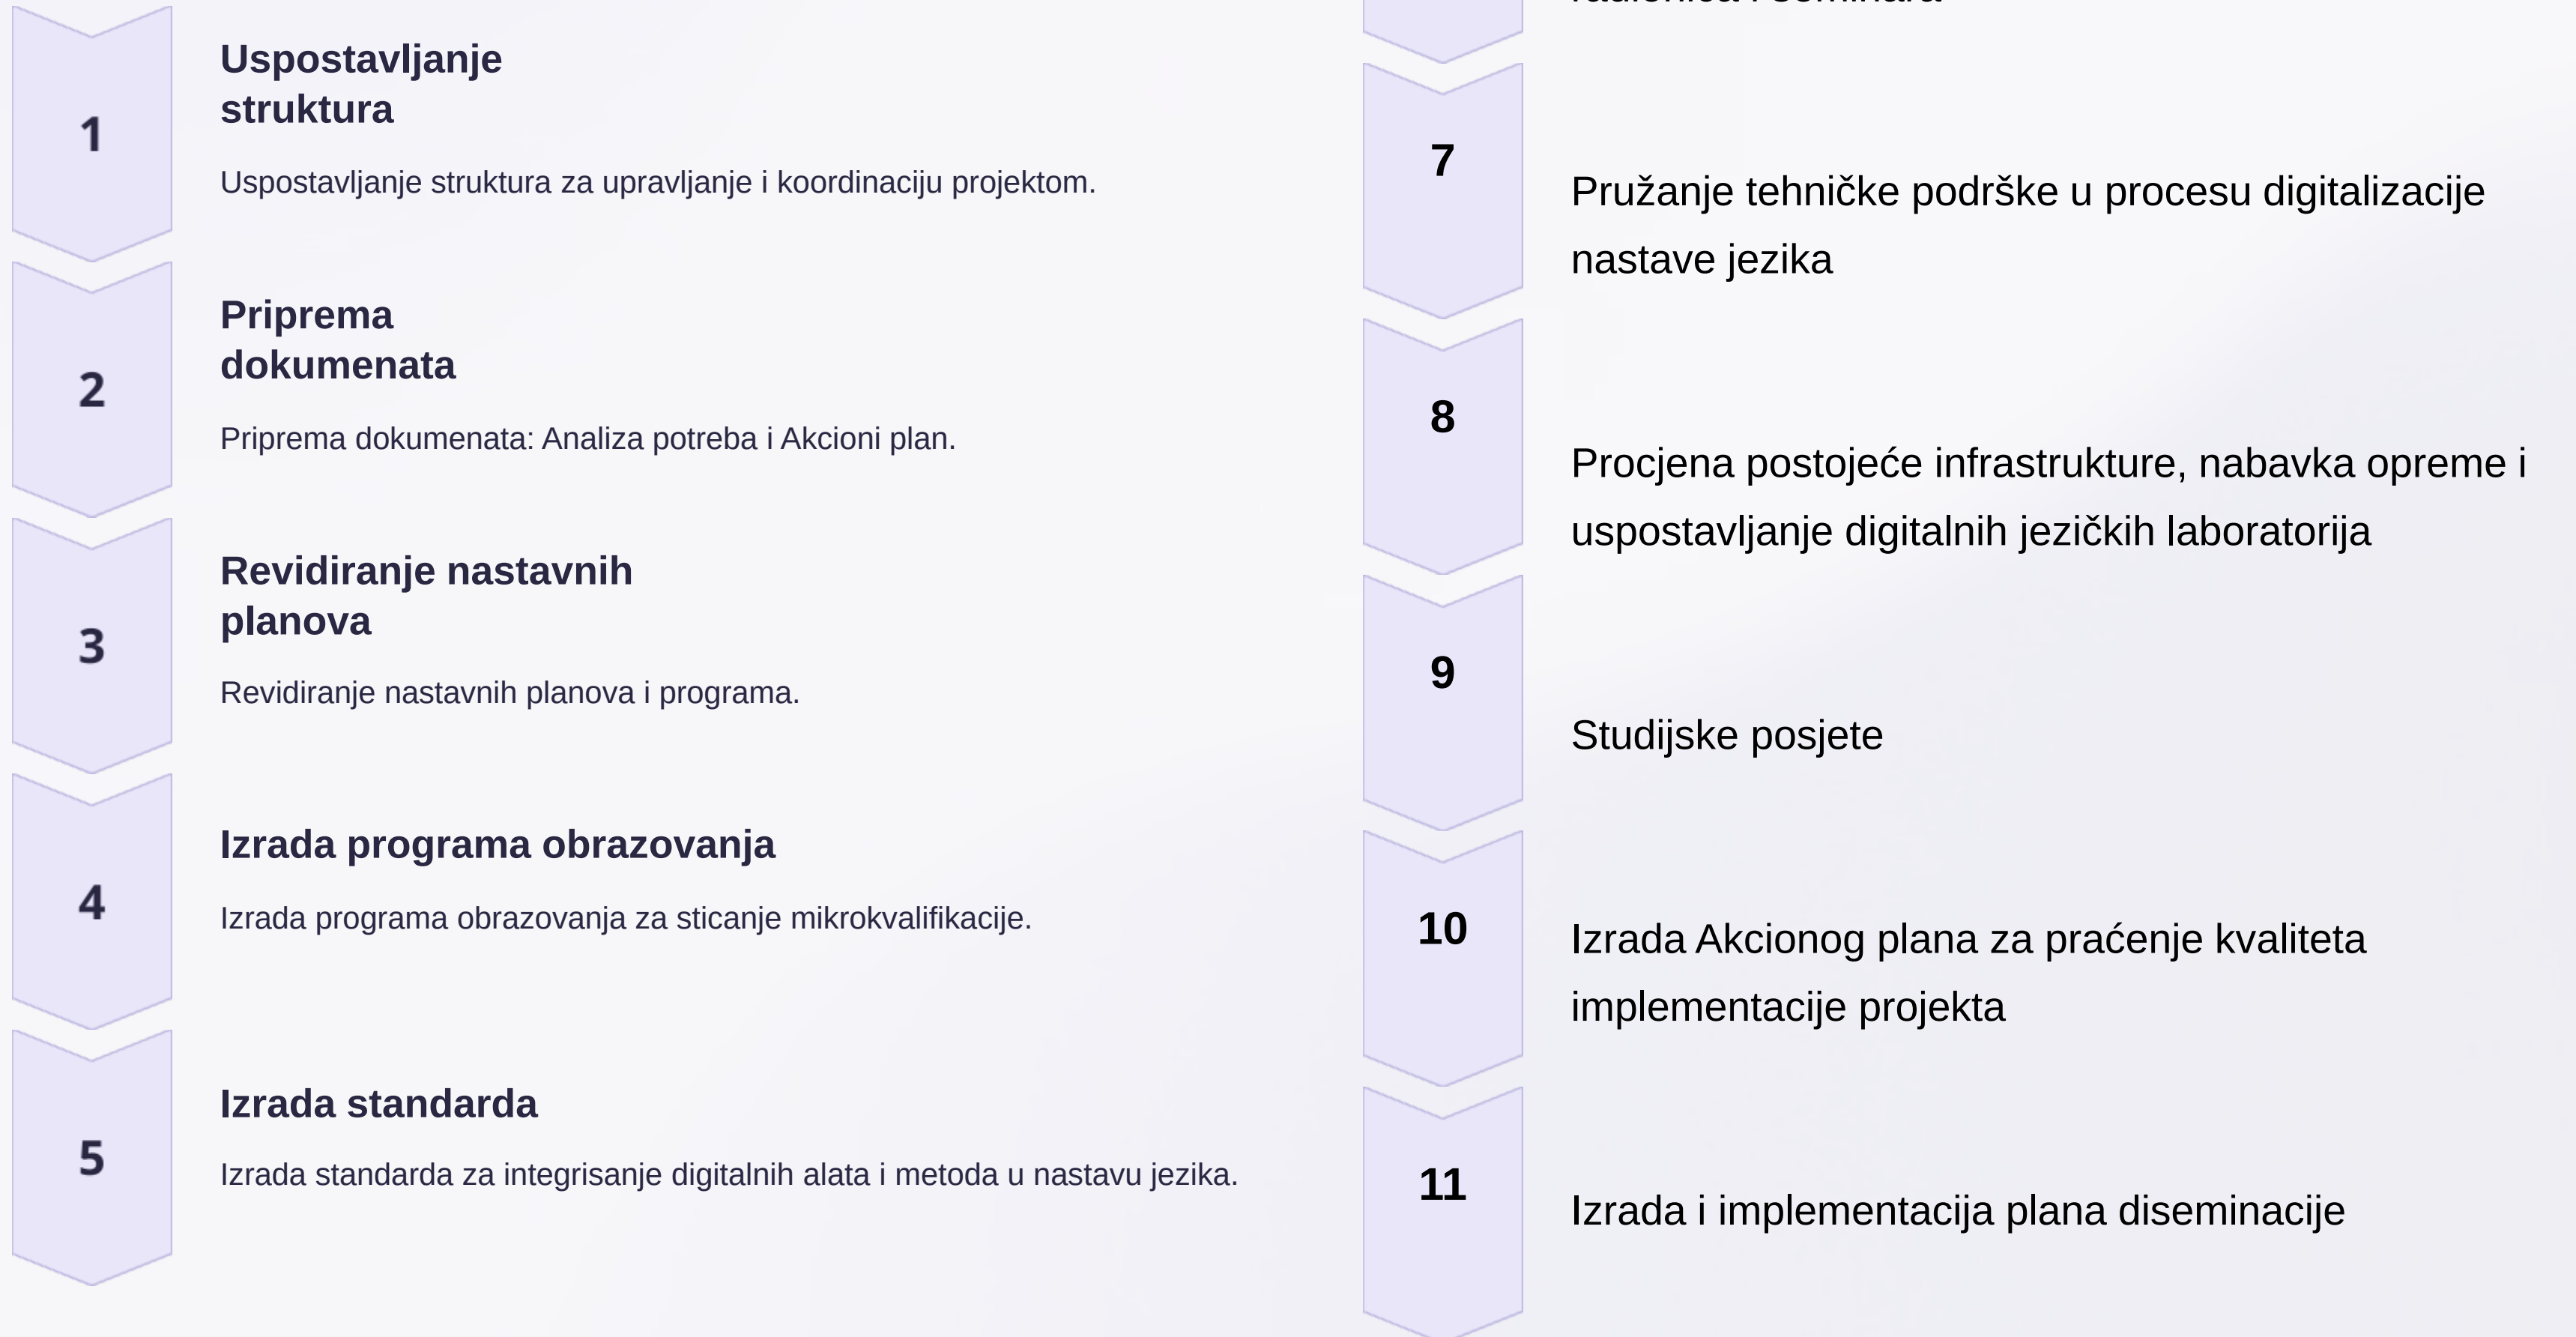 1
Uspostavljanje
struktura
Uspostavljanje struktura za upravljanje i koordinaciju projektom.
2
Priprema
dokumenata
Priprema dokumenata: Analiza potreba i Akcioni plan.
3
Revidiranje nastavnih
planova
Revidiranje nastavnih planova i programa.
4
Izrada programa obrazovanja
Izrada programa obrazovanja za sticanje mikrokvalifikacije.
5
Izrada standarda
Izrada standarda za integrisanje digitalnih alata i metoda u nastavu jezika.
7
Pružanje tehničke podrške u procesu digitalizacije
nastave jezika
8
Procjena postojeće infrastrukture, nabavka opreme i
uspostavljanje digitalnih jezičkih laboratorija
9
Studijske posjete
10
Izrada Akcionog plana za praćenje kvaliteta
implementacije projekta
11
Izrada i implementacija plana diseminacije